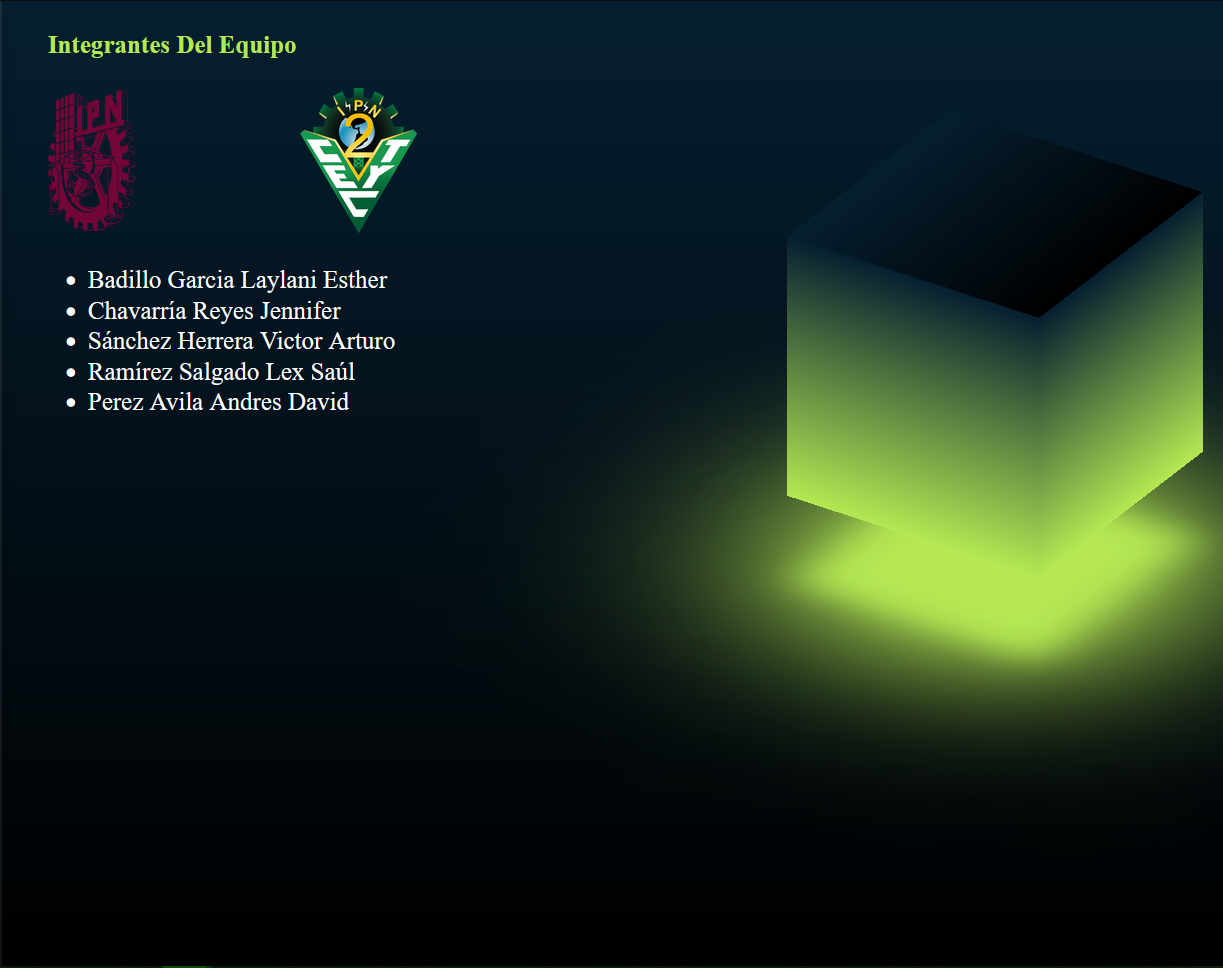 Integrantes Del Equipo
IPN
IPN
2
CECYT
Badillo Garcia Laylani Esther
Chavarría Reyes Jennifer
Sánchez Herrera Victor Arturo
Ramírez Salgado Lex Saúl
Perez Avila Andres David